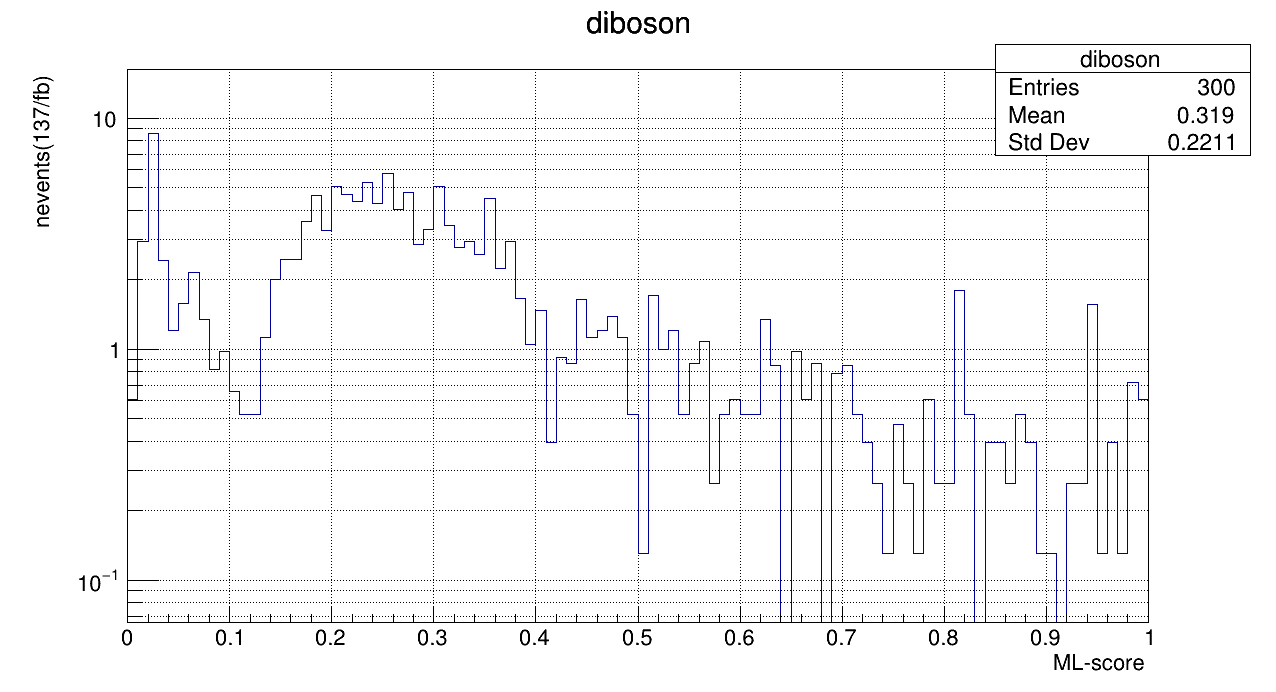 diboson
diboson
Entries 300
Mean 0.319
Std Dev 0.2211
nevents(137/fb)
10
1
10⁻¹
0 0.1 0.2 0.3 0.4 0.5 0.6 0.7 0.8 0.9 1
ML-score